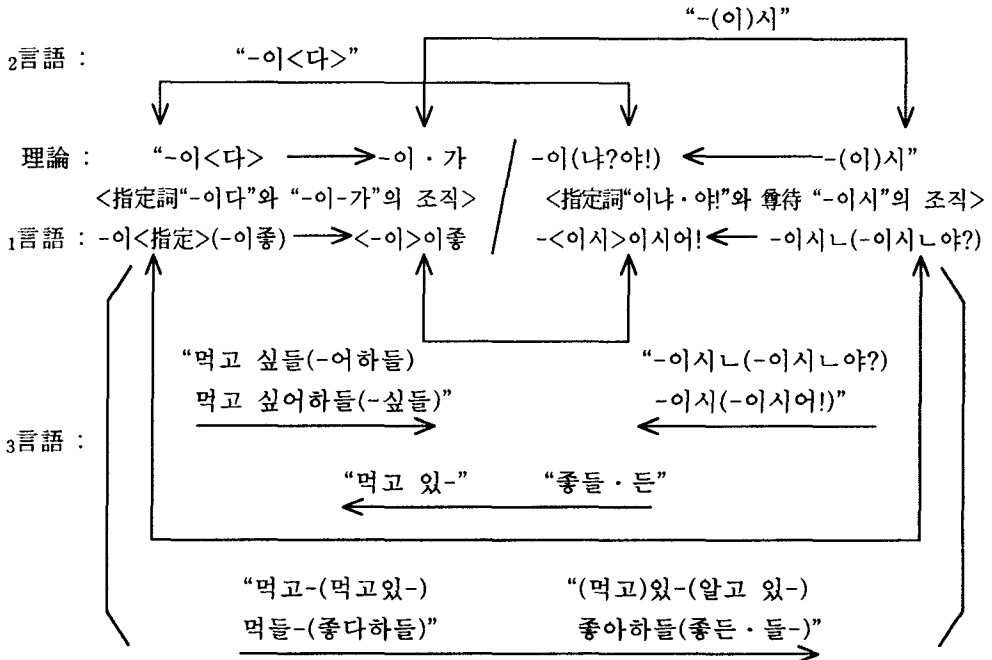 “-(이)시”
₂言語 : “-이<다>”
理論 : “-이<다> ⟶ -이 · 가 / -이(냐?야!) ⟵ -(이)시”
<指定詞“-이다”와 “-이-가”의 조직> <指定詞“이냐 · 야!”와 尊待 “-이시”의 조직>
₁言語 : -이<指定>(-이좋) ⟶ <-이>이좋 -<이시>이시어! ⟵ -이시ㄴ(-이시ㄴ야?)
“먹고 싶들(-어하들) “-이시ㄴ(-이시ㄴ야?)
먹고 싶어하들(-싶들)” -이시(-이시어!)”
₃言語 :
“먹고 있-” “좋들 · 든”
“먹고-(먹고있-) “(먹고)있-(알고 있-)
먹들-(좋다하들)” 좋아하들(좋든 · 들-)”